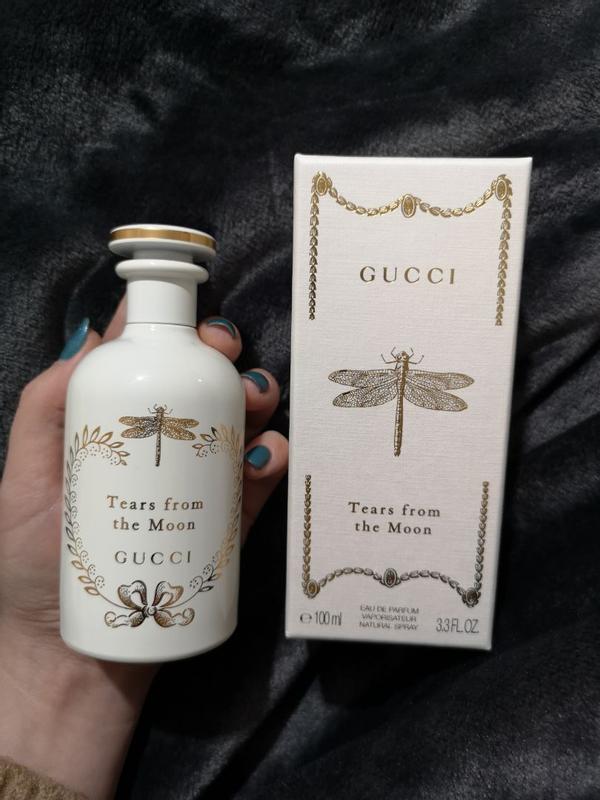 Tears from
the Moon
GUCCI
GUCCI
Tears from
the Moon
℮ 100 ml
EAU DE PARFUM
VAPORISATEUR
NATURAL SPRAY
3.3 FL.OZ.